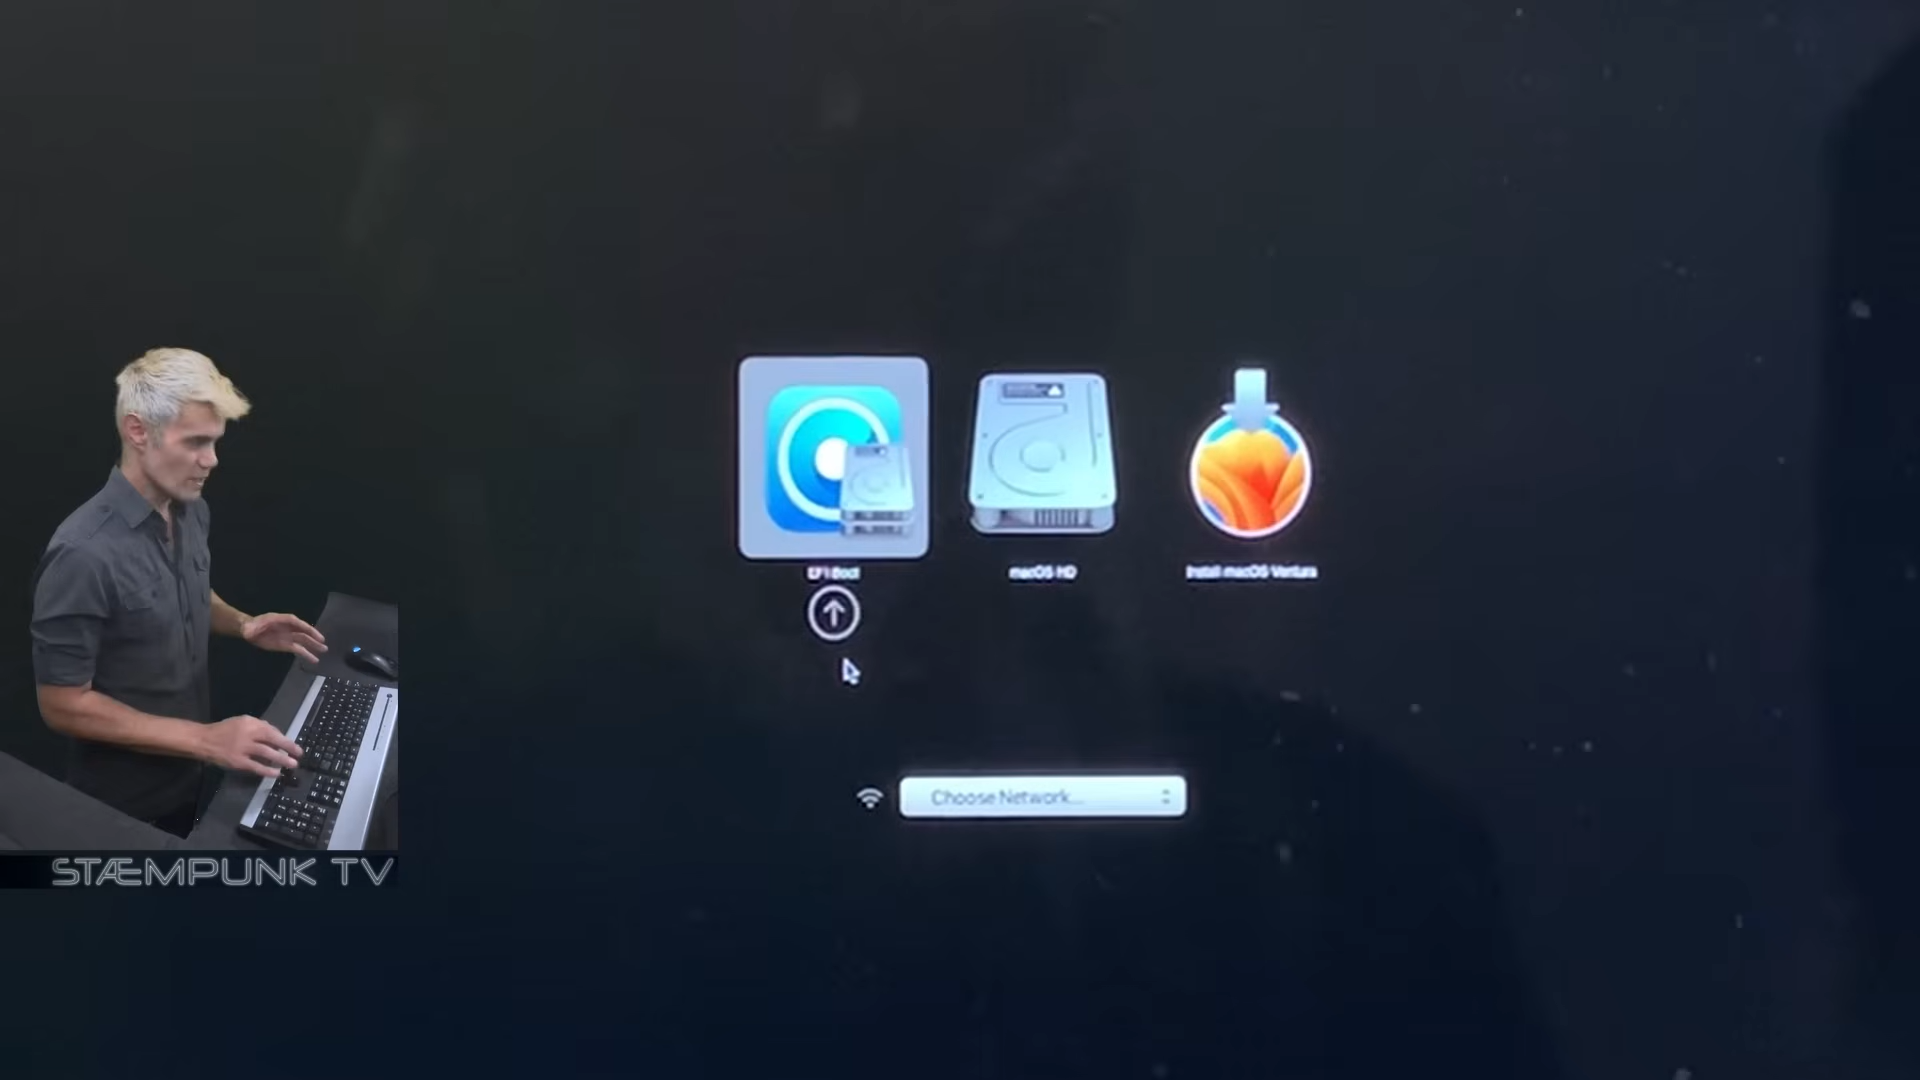 EFI Boot
macOS HD
Install macOS Ventura
Choose Network...
STÆMPUNK TV